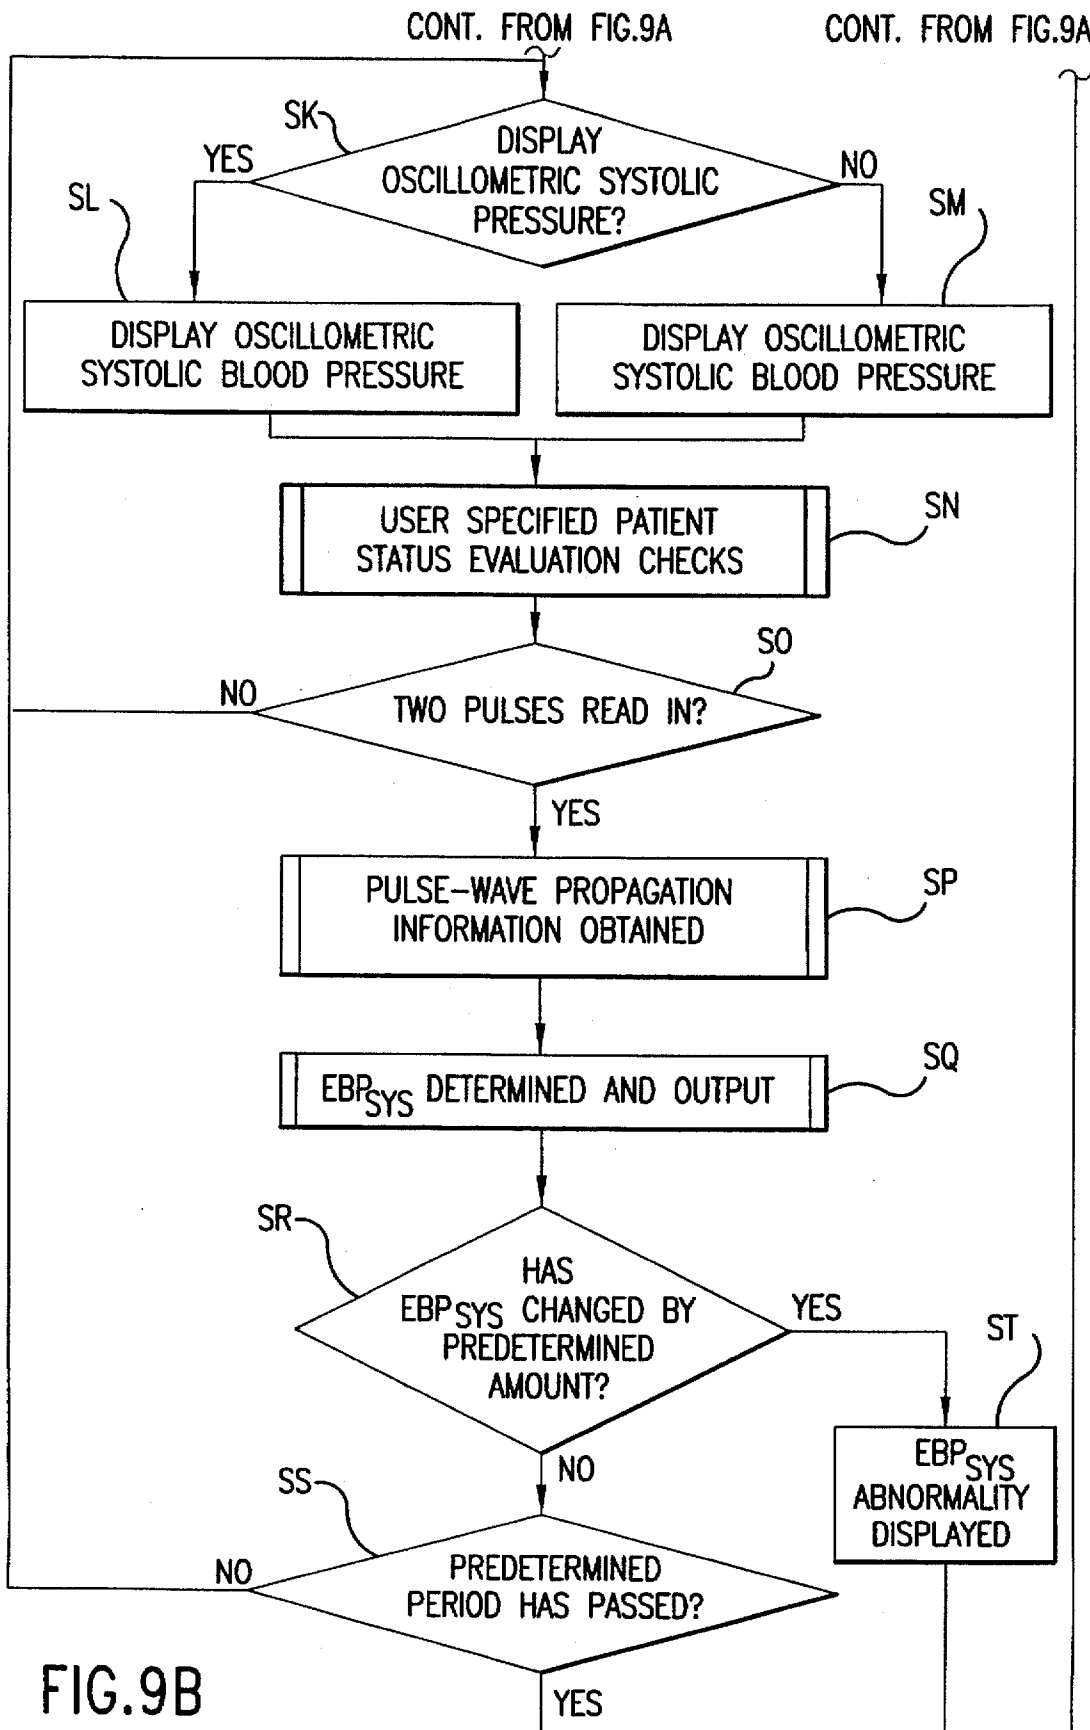 CONT. FROM FIG.9A
CONT. FROM FIG.9A
SK
DISPLAY
OSCILLOMETRIC SYSTOLIC
PRESSURE?
YES
NO
SL
SM
DISPLAY OSCILLOMETRIC
SYSTOLIC BLOOD PRESSURE
DISPLAY OSCILLOMETRIC
SYSTOLIC BLOOD PRESSURE
USER SPECIFIED PATIENT
STATUS EVALUATION CHECKS
SN
SO
NO
TWO PULSES READ IN?
YES
PULSE-WAVE PROPAGATION
INFORMATION OBTAINED
SP
EBPSYS DETERMINED AND OUTPUT
SQ
SR
HAS
EBPSYS CHANGED BY
PREDETERMINED
AMOUNT?
YES
ST
NO
EBPSYS
ABNORMALITY
DISPLAYED
SS
NO
PREDETERMINED
PERIOD HAS PASSED?
YES
FIG.9B